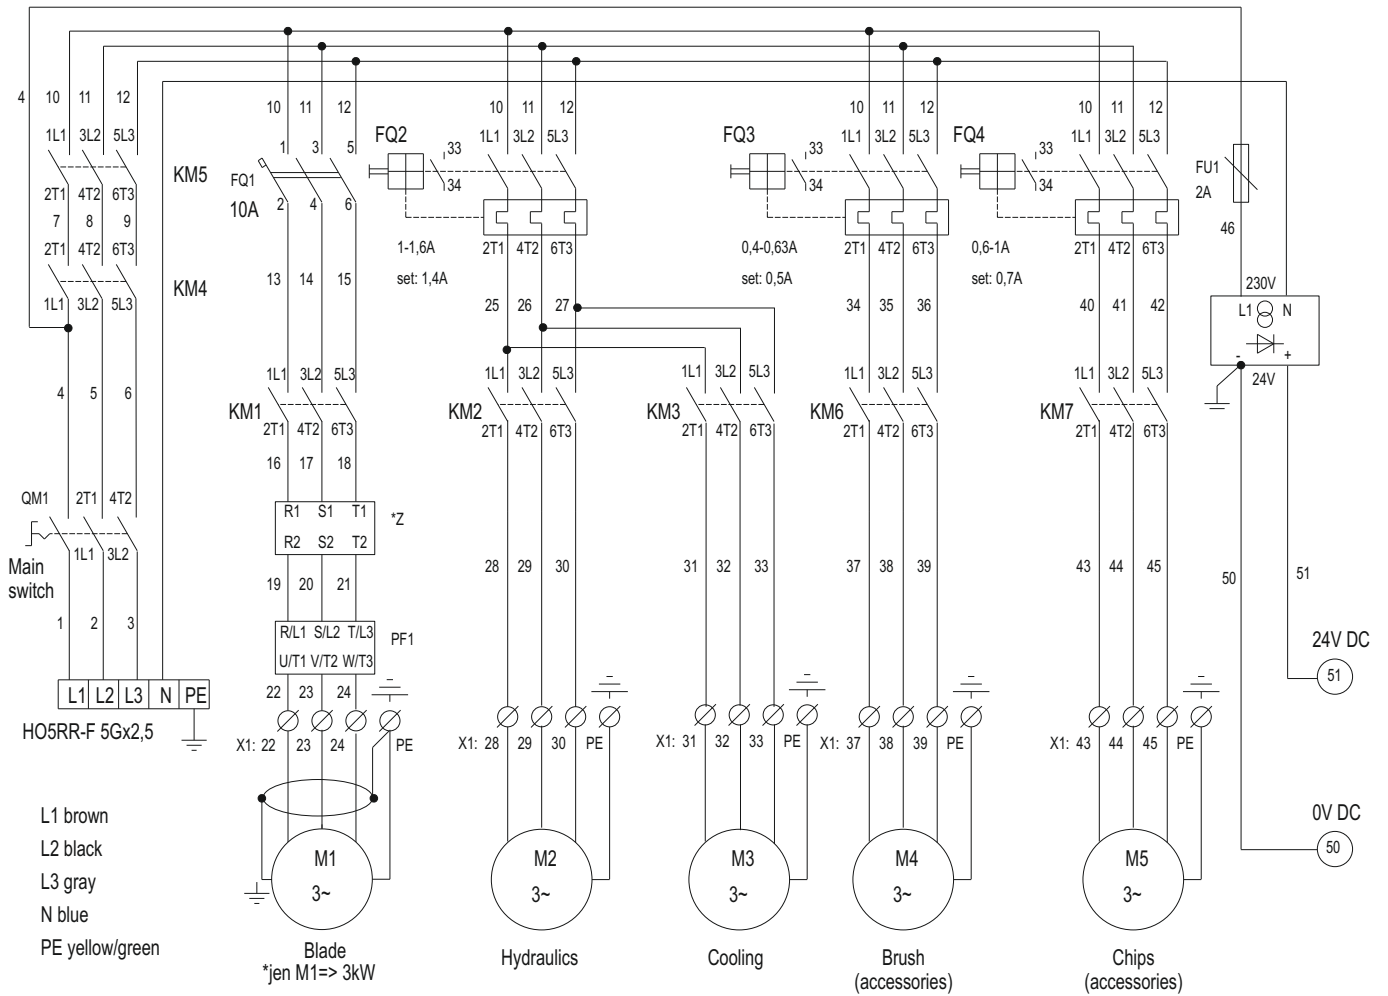 4 10 11 12 10 11 12 10 11 12 10 11 12 10 11 12
1L1 3L2 5L3 1 3 5 FQ2 33 1L1 3L2 5L3 FQ3 33 1L1 3L2 5L3 FQ4 33 1L1 3L2 5L3
KM5 FQ1 34 34 34 FU1
2T1 4T2 6T3 10A 2 4 6 2A
7 8 9 46
2T1 4T2 6T3 1-1,6A 2T1 4T2 6T3 0,4-0,63A 2T1 4T2 6T3 0,6-1A 2T1 4T2 6T3
KM4 13 14 15 set: 1,4A set: 0,5A set: 0,7A 230V
1L1 3L2 5L3 25 26 27 34 35 36 40 41 42 L1 N
- +
24V
4 5 6 1L1 3L2 5L3 1L1 3L2 5L3 1L1 3L2 5L3 1L1 3L2 5L3 1L1 3L2 5L3
KM1 KM2 KM3 KM6 KM7
2T1 4T2 6T3 2T1 4T2 6T3 2T1 4T2 6T3 2T1 4T2 6T3 2T1 4T2 6T3
16 17 18
QM1 2T1 4T2 R1 S1 T1 *Z
1L1 3L2 R2 S2 T2
Main
switch
19 20 21 28 29 30 31 32 33 37 38 39 43 44 45 50 51
1 2 3 R/L1 S/L2 T/L3 PF1
U/T1 V/T2 W/T3
24V DC
51
L1 L2 L3 N PE 22 23 24
HO5RR-F 5Gx2,5
X1: 22 23 24 PE X1: 28 29 30 PE X1: 31 32 33 PE X1: 37 38 39 PE X1: 43 44 45 PE
L1 brown
L2 black
L3 gray
N blue
PE yellow/green
0V DC
50
M1
3~
Blade
*jen M1=> 3kW
M2
3~
Hydraulics
M3
3~
Cooling
M4
3~
Brush
(accessories)
M5
3~
Chips
(accessories)